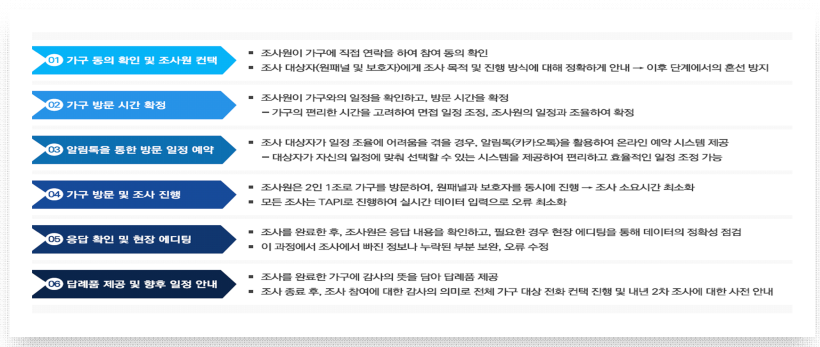 01 가구 동의 확인 및 조사원 컨택
▪ 조사원이 가구에 직접 연락을 하여 참여 동의 확인
▪ 조사 대상자(원패널 및 보호자)에게 조사 목적 및 진행 방식에 대해 정확하게 안내 → 이후 단계에서의 혼선 방지
02 가구 방문 시간 확정
▪ 조사원이 가구와의 일정을 확인하고, 방문 시간을 확정
– 가구의 편리한 시간을 고려하여 면접 일정 조정, 조사원의 일정과 조율하여 확정
03 알림톡을 통한 방문 일정 예약
▪ 조사 대상자가 일정 조율에 어려움을 겪을 경우, 알림톡(카카오톡)을 활용하여 온라인 예약 시스템 제공
– 대상자가 자신의 일정에 맞춰 선택할 수 있는 시스템을 제공하여 편리하고 효율적인 일정 조정 가능
04 가구 방문 및 조사 진행
▪ 조사원은 2인 1조로 가구를 방문하여, 원패널과 보호자를 동시에 진행 → 조사 소요시간 최소화
▪ 모든 조사는 TAPI로 진행하여 실시간 데이터 입력으로 오류 최소화
05 응답 확인 및 현장 에디팅
▪ 조사를 완료한 후, 조사원은 응답 내용을 확인하고, 필요한 경우 현장 에디팅을 통해 데이터의 정확성 점검
▪ 이 과정에서 조사에서 빠진 정보나 누락된 부분 보완, 오류 수정
06 답례품 제공 및 향후 일정 안내
▪ 조사를 완료한 가구에 감사의 뜻을 담아 답례품 제공
▪ 조사 종료 후, 조사 참여에 대한 감사의 의미로 전체 가구 대상 전화 컨택 진행 및 내년 2차 조사에 대한 사전 안내